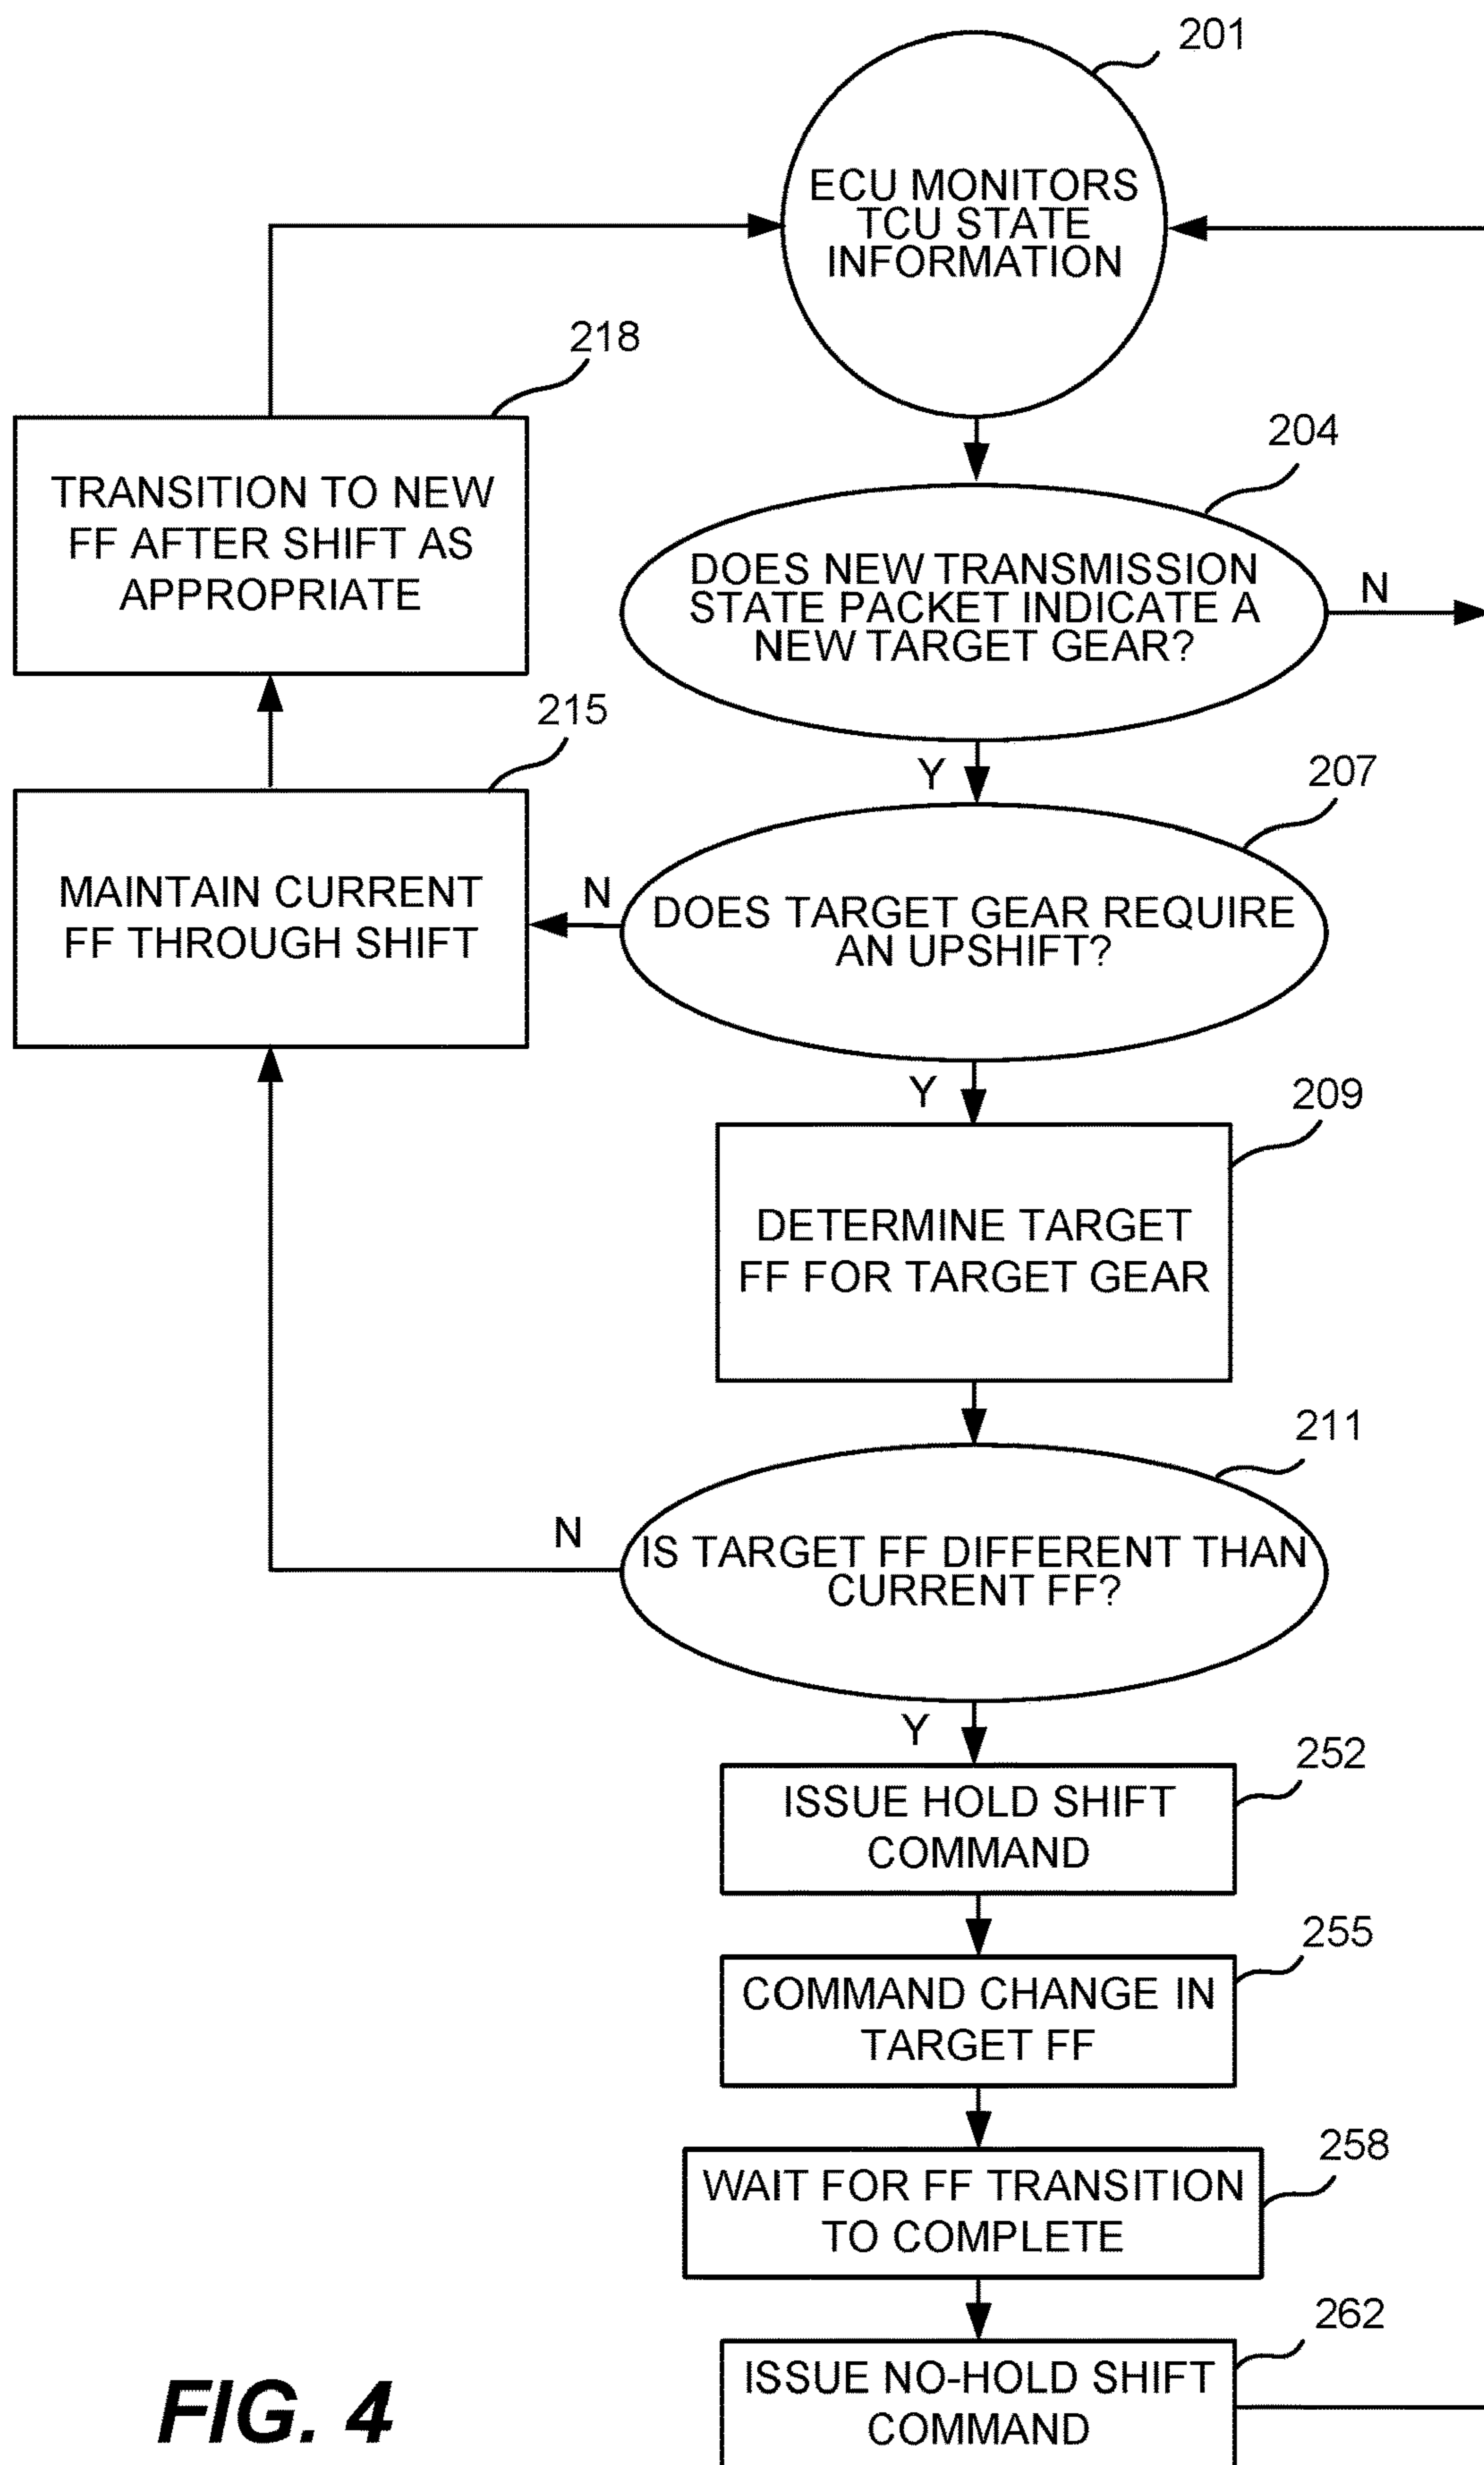 201
ECU MONITORS
TCU STATE
INFORMATION
218
TRANSITION TO NEW
FF AFTER SHIFT AS
APPROPRIATE
204
DOES NEW TRANSMISSION
STATE PACKET INDICATE A
NEW TARGET GEAR?
N
Y
215
MAINTAIN CURRENT
FF THROUGH SHIFT
207
N
DOES TARGET GEAR REQUIRE
AN UPSHIFT?
Y
209
DETERMINE TARGET
FF FOR TARGET GEAR
211
N
IS TARGET FF DIFFERENT THAN
CURRENT FF?
Y
252
ISSUE HOLD SHIFT
COMMAND
255
COMMAND CHANGE IN
TARGET FF
258
WAIT FOR FF TRANSITION
TO COMPLETE
262
ISSUE NO-HOLD SHIFT
COMMAND
FIG. 4